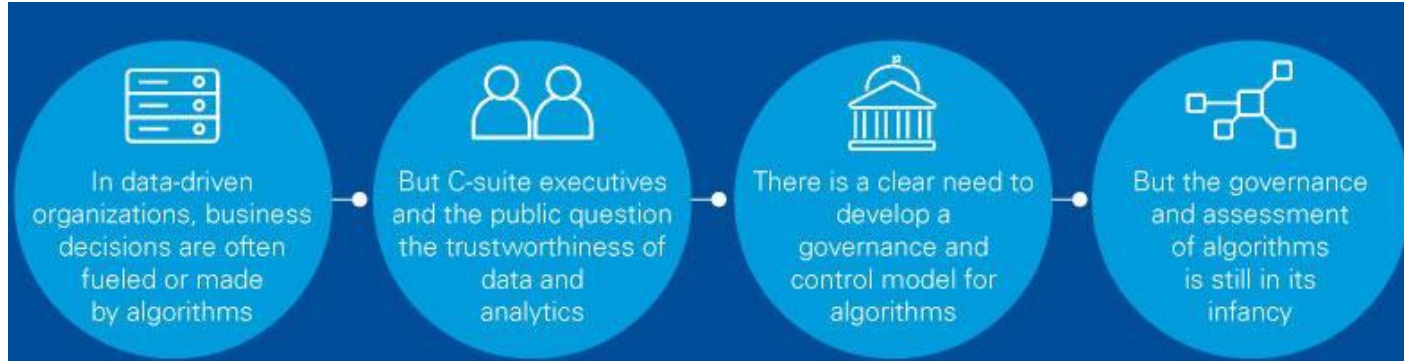 In data-driven
organizations, business
decisions are often
fueled or made
by algorithms
But C-suite executives
and the public question
the trustworthiness of
data and
analytics
There is a clear need to
develop a
governance and
control model for
algorithms
But the governance
and assessment
of algorithms
is still in its
infancy